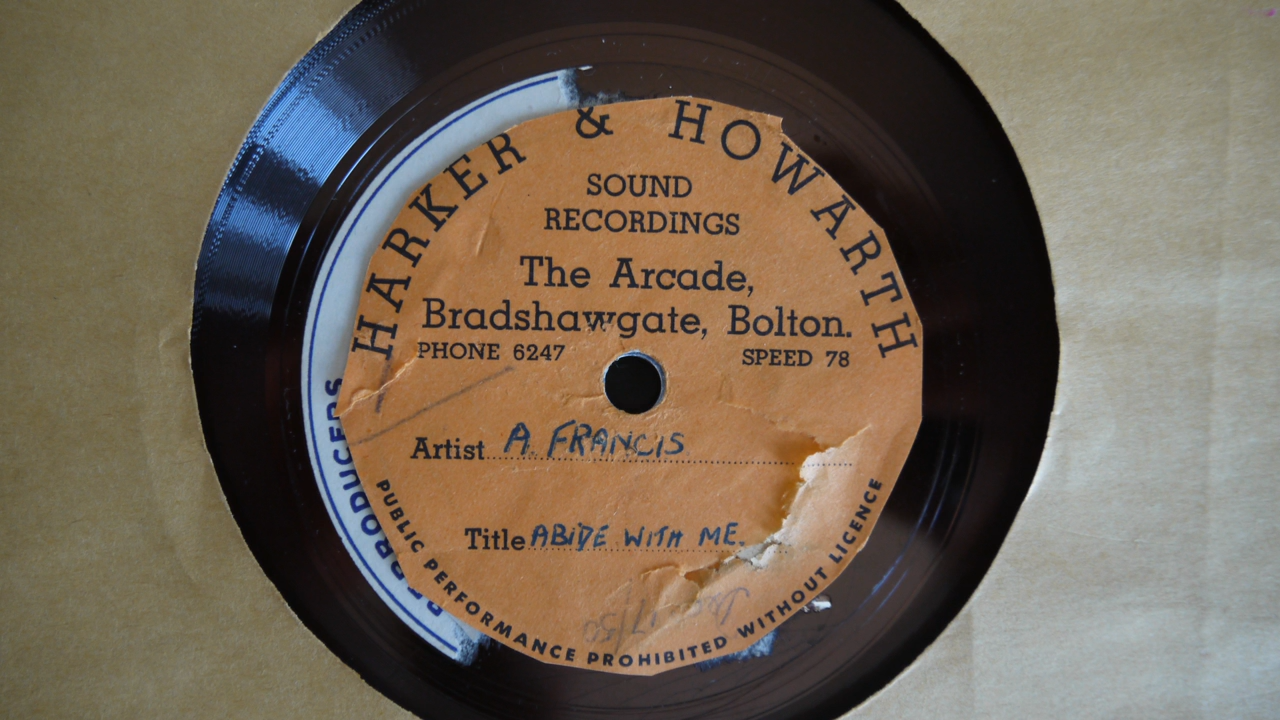 HARKER & HOWARTH
SOUND
RECORDINGS
The Arcade,
Bradshawgate, Bolton.
PHONE 6247 SPEED 78
Artist A. FRANCIS
Title ABIDE WITH ME.
PUBLIC PERFORMANCE PROHIBITED WITHOUT LICENCE
REPRODUCERS